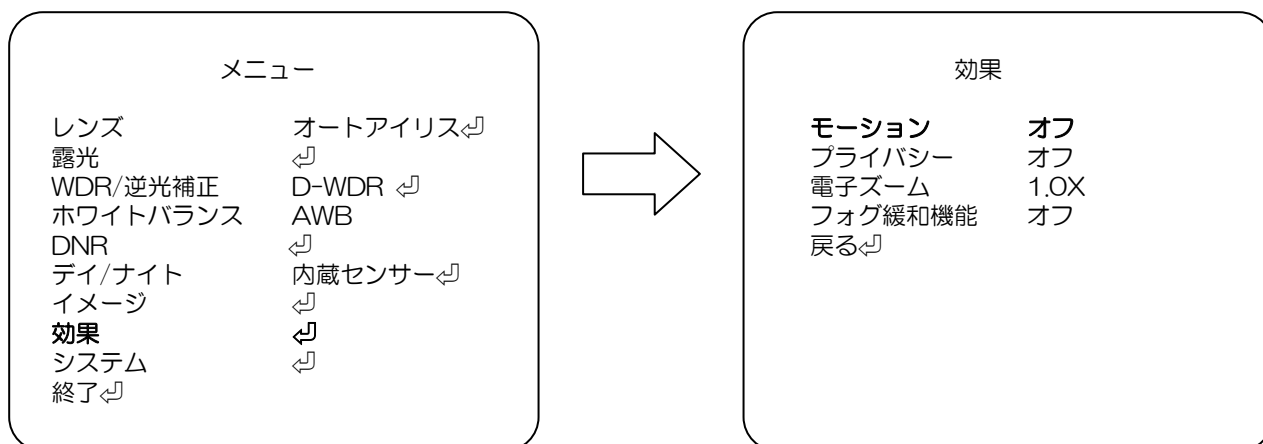 メニュー
レンズ オートアイリス⏎
露光 ⏎
WDR/逆光補正 D-WDR ⏎
ホワイトバランス AWB
DNR ⏎
デイ/ナイト 内蔵センサー⏎
イメージ ⏎
効果 ⏎
システム ⏎
終了⏎
効果
モーション オフ
プライバシー オフ
電子ズーム 1.0X
フォグ緩和機能 オフ
戻る⏎